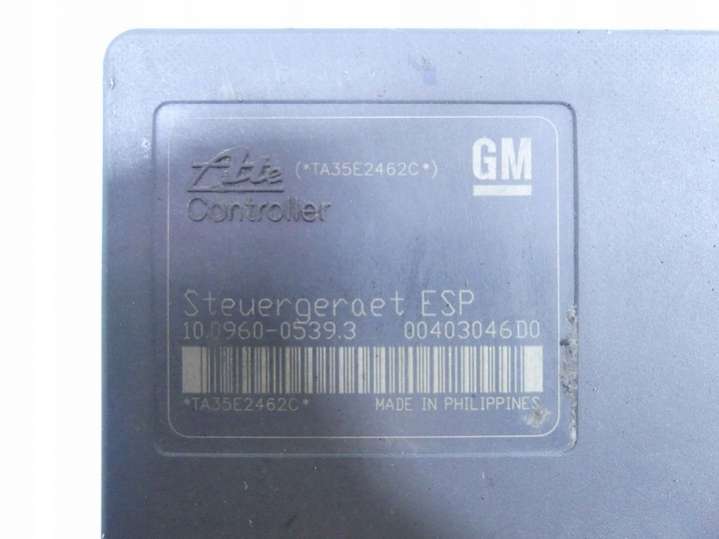 Ate (*TA35E2462C*) GM
Controller
Steuergeraet ESP
10.0960-0539.3 00403046D0
*TA35E2462C* MADE IN PHILIPPINES